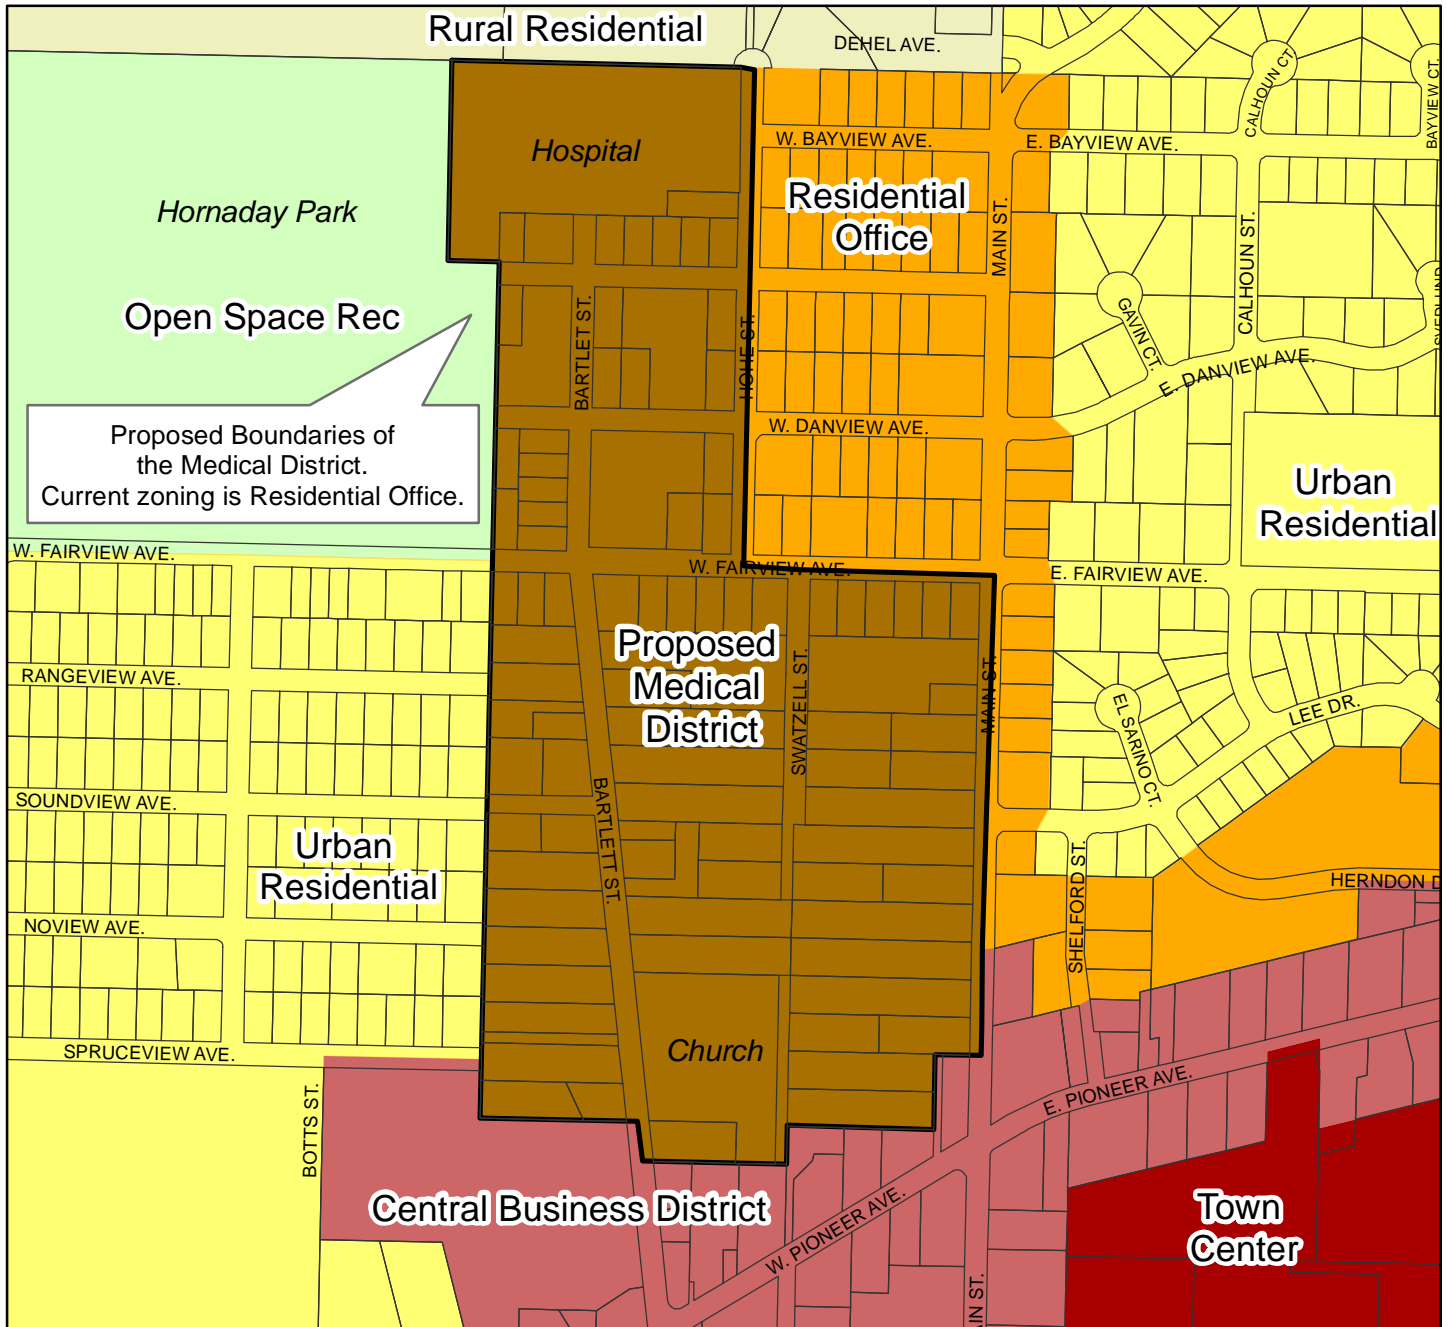 Rural Residential
DEHEL AVE.
CALHOUN CT.
BAYVIEW CT.
Hospital
W. BAYVIEW AVE.
E. BAYVIEW AVE.
Hornaday Park
Residential
Office
MAIN ST.
CALHOUN ST.
Open Space Rec
BARTLET ST.
HOHE ST.
GAVIN CT.
E. DANVIEW AVE.
Proposed Boundaries of
the Medical District.
Current zoning is Residential Office.
W. DANVIEW AVE.
Urban
Residential
W. FAIRVIEW AVE.
W. FAIRVIEW AVE.
E. FAIRVIEW AVE.
Proposed
Medical
District
RANGEVIEW AVE.
SWATZELL ST.
MAIN ST.
EL SARINO CT.
LEE DR.
SOUNDVIEW AVE.
BARTLETT ST.
Urban
Residential
SHELFORD ST.
HERNDON D
NOVIEW AVE.
SPRUCEVIEW AVE.
Church
BOTTS ST.
E. PIONEER AVE.
Central Business District
W. PIONEER AVE.
Town
Center
IN ST.